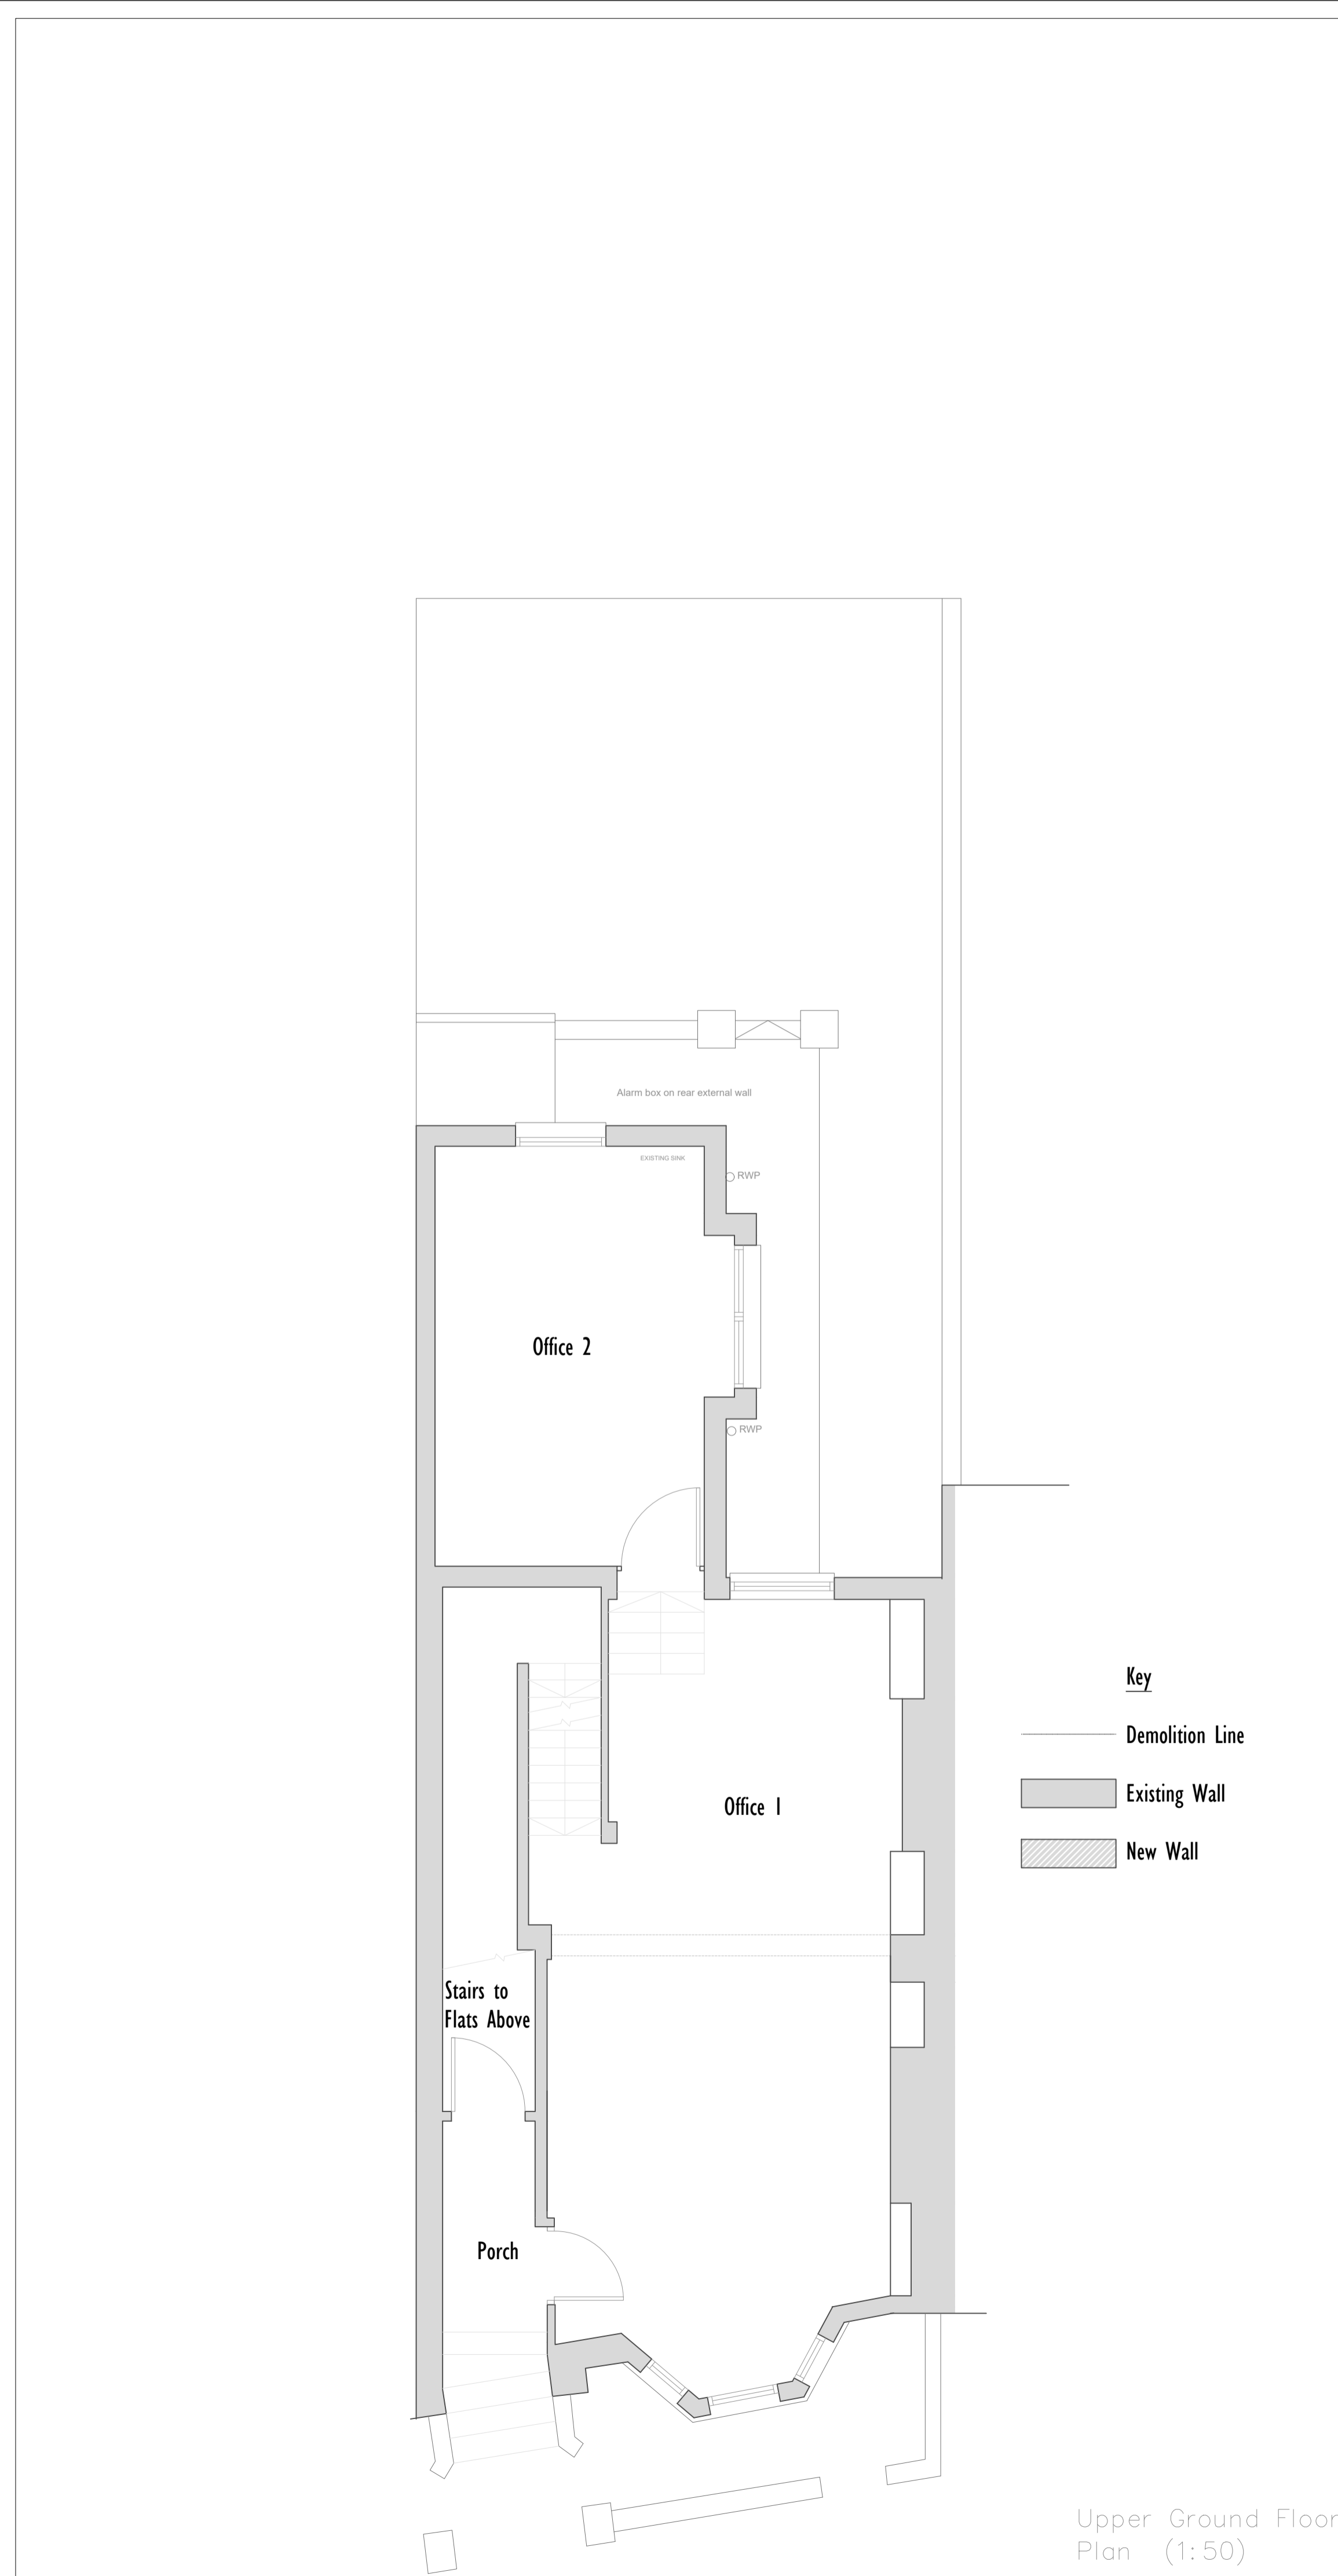 Alarm box on rear external wall
EXISTING SINK
RWP
Office 2
RWP
Key
Demolition Line
Existing Wall
Office 1
New Wall
Stairs to
Flats Above
Porch
Upper Ground Floor
Plan (1:50)